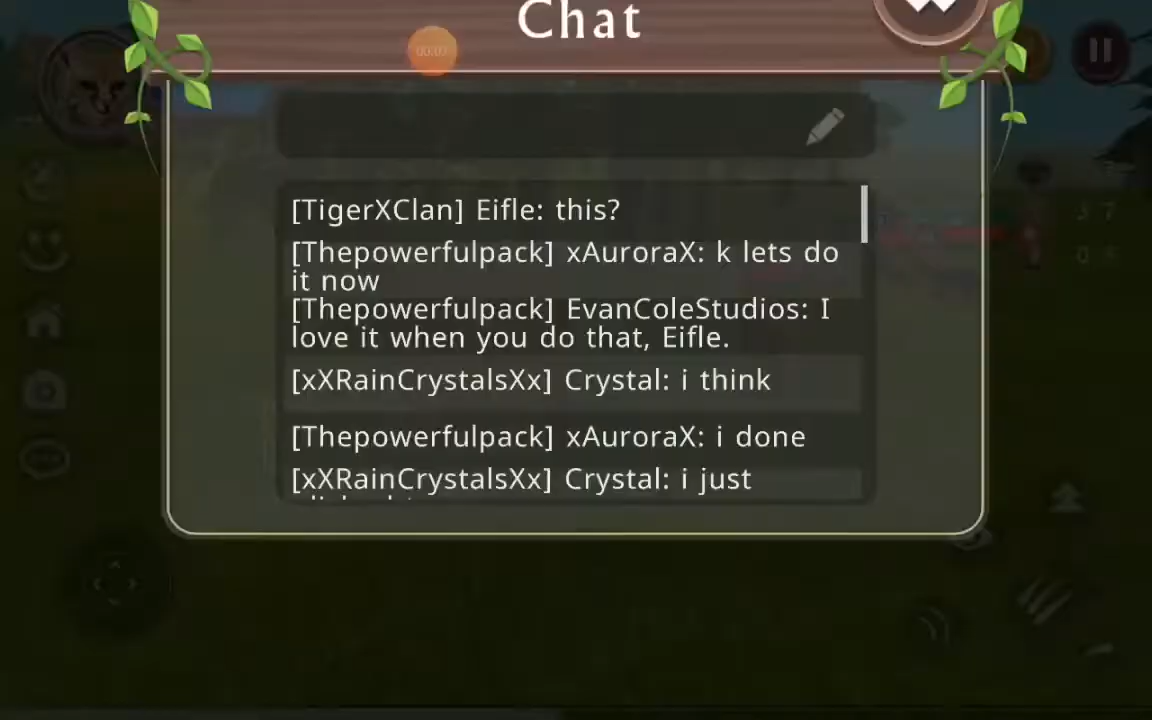 Chat
[TigerXClan] Eifle: this?
[Thepowerfulpack] xAuroraX: k lets do
it now
[Thepowerfulpack] EvanColeStudios: I
love it when you do that, Eifle.
[xXRainCrystalsXx] Crystal: i think
[Thepowerfulpack] xAuroraX: i done
[xXRainCrystalsXx] Crystal: i just